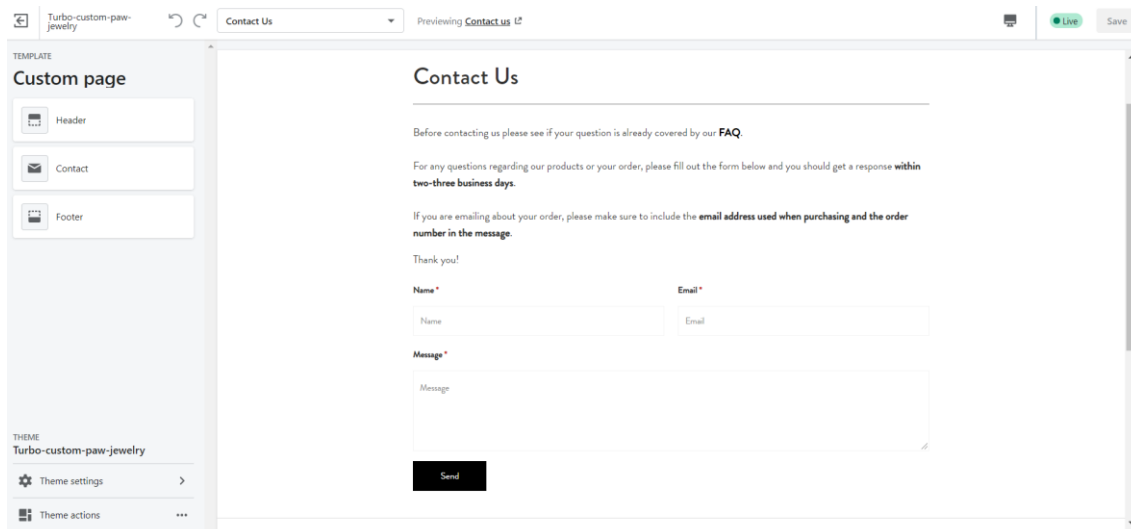 Turbo-custom-paw-
jewelry
Contact Us
Previewing Contact us
Live
Save
TEMPLATE
Custom page
Header
Contact
Footer
THEME
Turbo-custom-paw-jewelry
Theme settings
Theme actions
Contact Us
Before contacting us please see if your question is already covered by our FAQ.
For any questions regarding our products or your order, please fill out the form below and you should get a response within
two-three business days.
If you are emailing about your order, please make sure to include the email address used when purchasing and the order
number in the message.
Thank you!
Name *
Email *
Name
Email
Message *
Message
Send